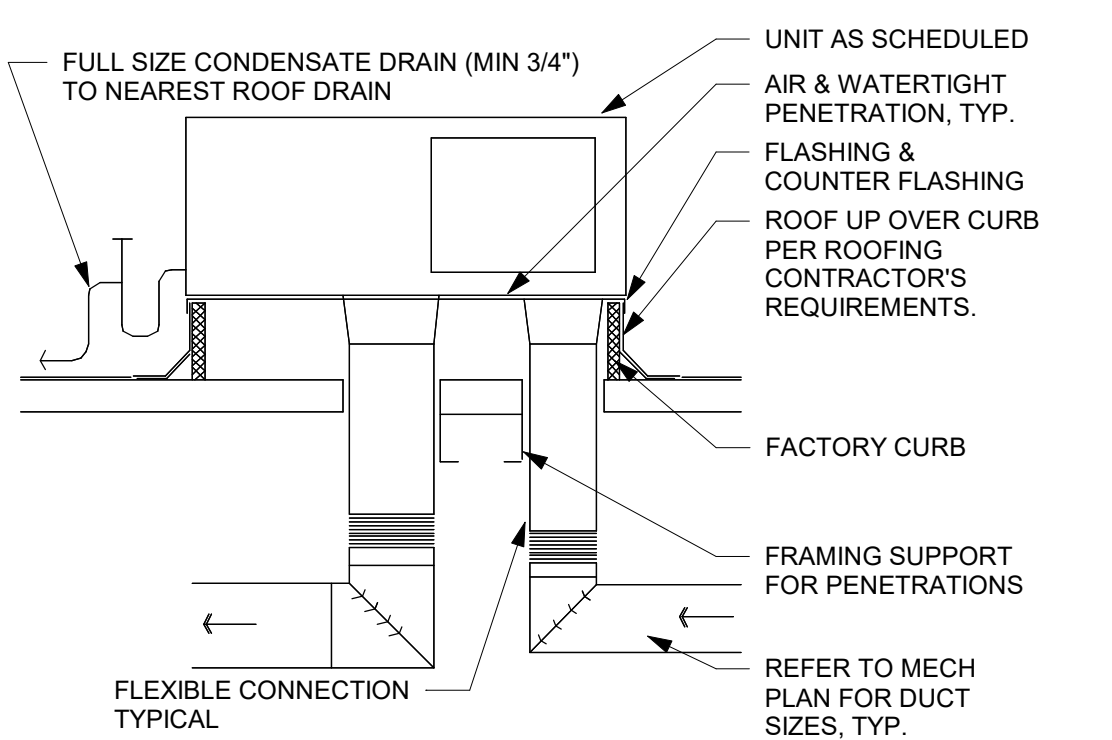 FULL SIZE CONDENSATE DRAIN (MIN 3/4")
TO NEAREST ROOF DRAIN
UNIT AS SCHEDULED
AIR & WATERTIGHT
PENETRATION, TYP.
FLASHING &
COUNTER FLASHING
ROOF UP OVER CURB
PER ROOFING
CONTRACTOR'S
REQUIREMENTS.
FACTORY CURB
FRAMING SUPPORT
FOR PENETRATIONS
REFER TO MECH
PLAN FOR DUCT
SIZES, TYP.
FLEXIBLE CONNECTION
TYPICAL